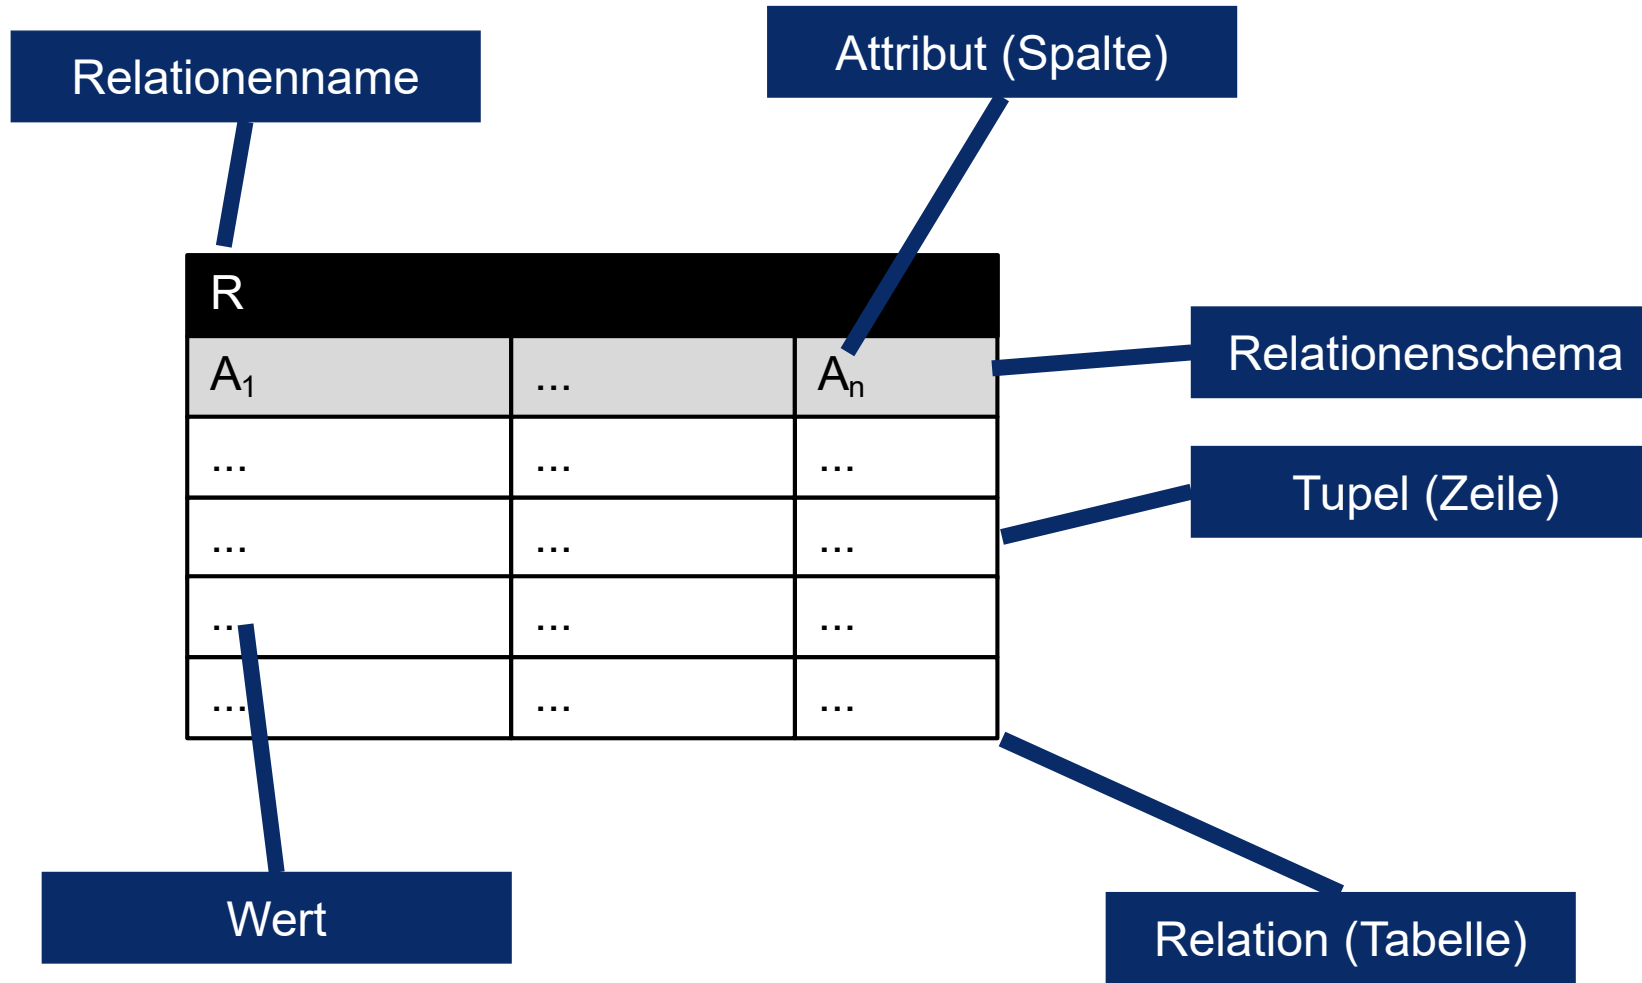 Attribut (Spalte)
Relationenname
R
A₁ ... Aₙ
Relationenschema
... ... ...
Tupel (Zeile)
... ... ...
... ... ...
... ... ...
Wert
Relation (Tabelle)